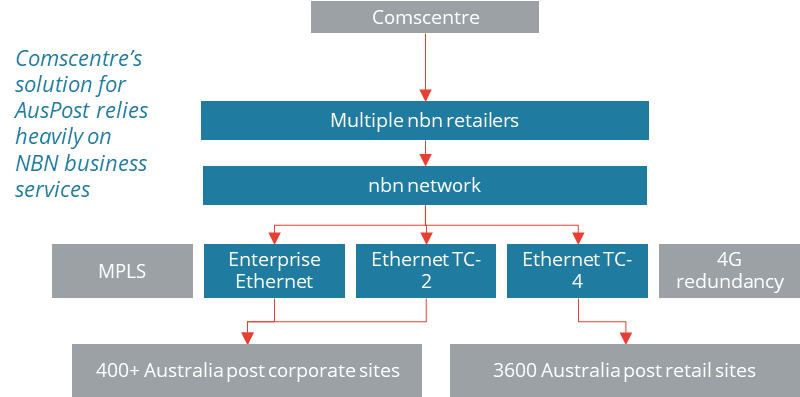 Comscentre
Comscentre's
solution for
AusPost relies
heavily on
NBN business
services
Multiple nbn retailers
nbn network
MPLS
Enterprise
Ethernet
Ethernet TC-
2
Ethernet TC-
4
4G
redundancy
400+ Australia post corporate sites
3600 Australia post retail sites